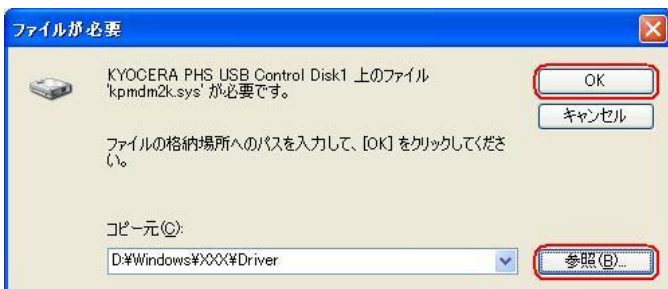 ファイルが必要
KYOCERA PHS USB Control Disk1 上のファイル
'kpmdm2k.sys' が必要です。
OK
キャンセル
ファイルの格納場所へのパスを入力して、[OK] をクリックしてくださ
い。
コピー元(C):
D:¥Windows¥XXX¥Driver
参照(B)...